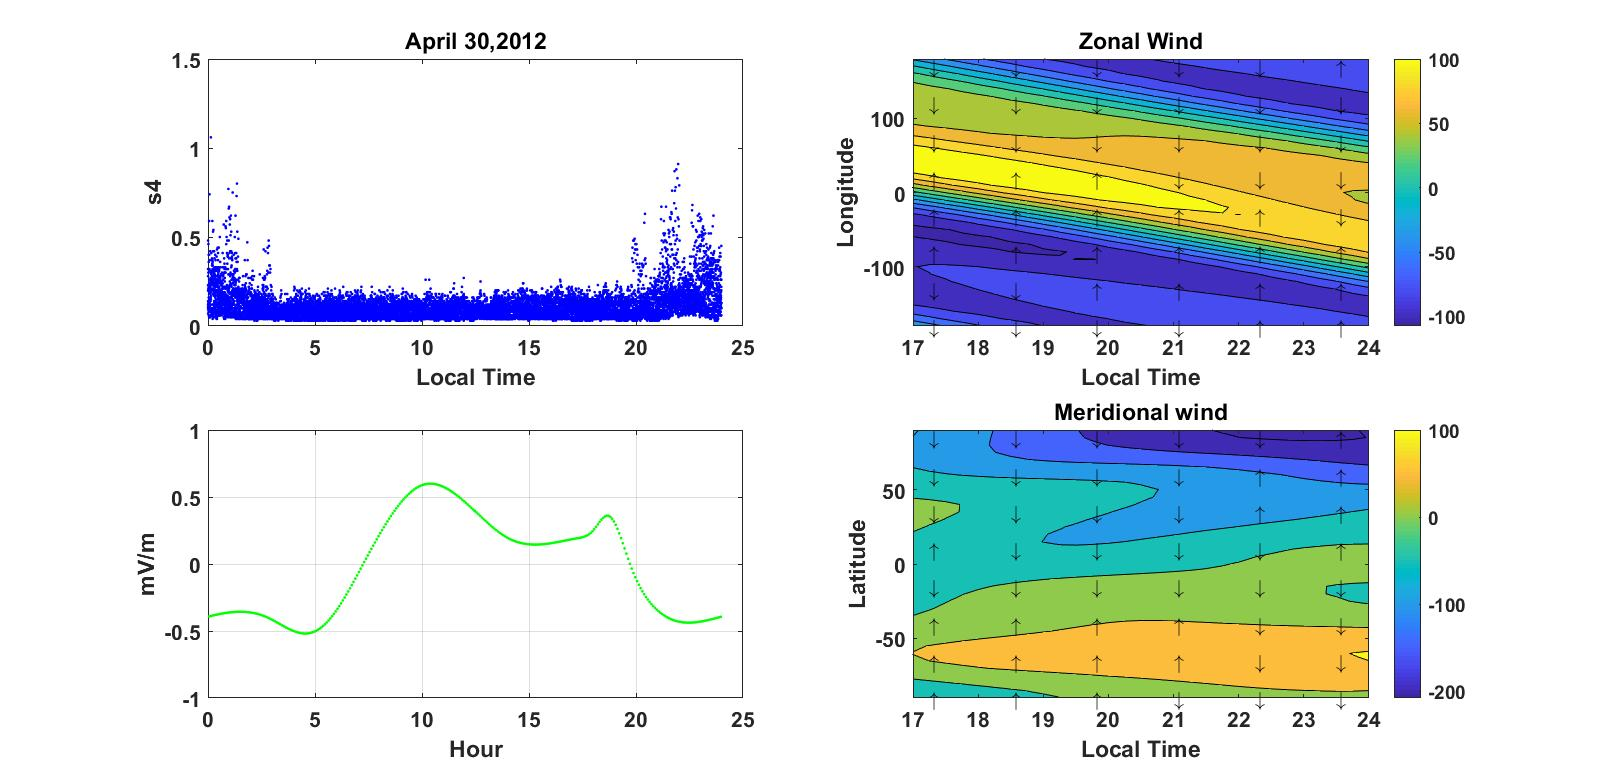 April 30,2012
1.5
1
0.5
0
s4
0 5 10 15 20 25
Local Time
Zonal Wind
100
0
-100
Longitude
17 18 19 20 21 22 23 24
Local Time
100
50
0
-50
-100
1
0.5
0
-0.5
-1
mV/m
0 5 10 15 20 25
Hour
Meridional wind
50
0
-50
Latitude
17 18 19 20 21 22 23 24
Local Time
100
0
-100
-200